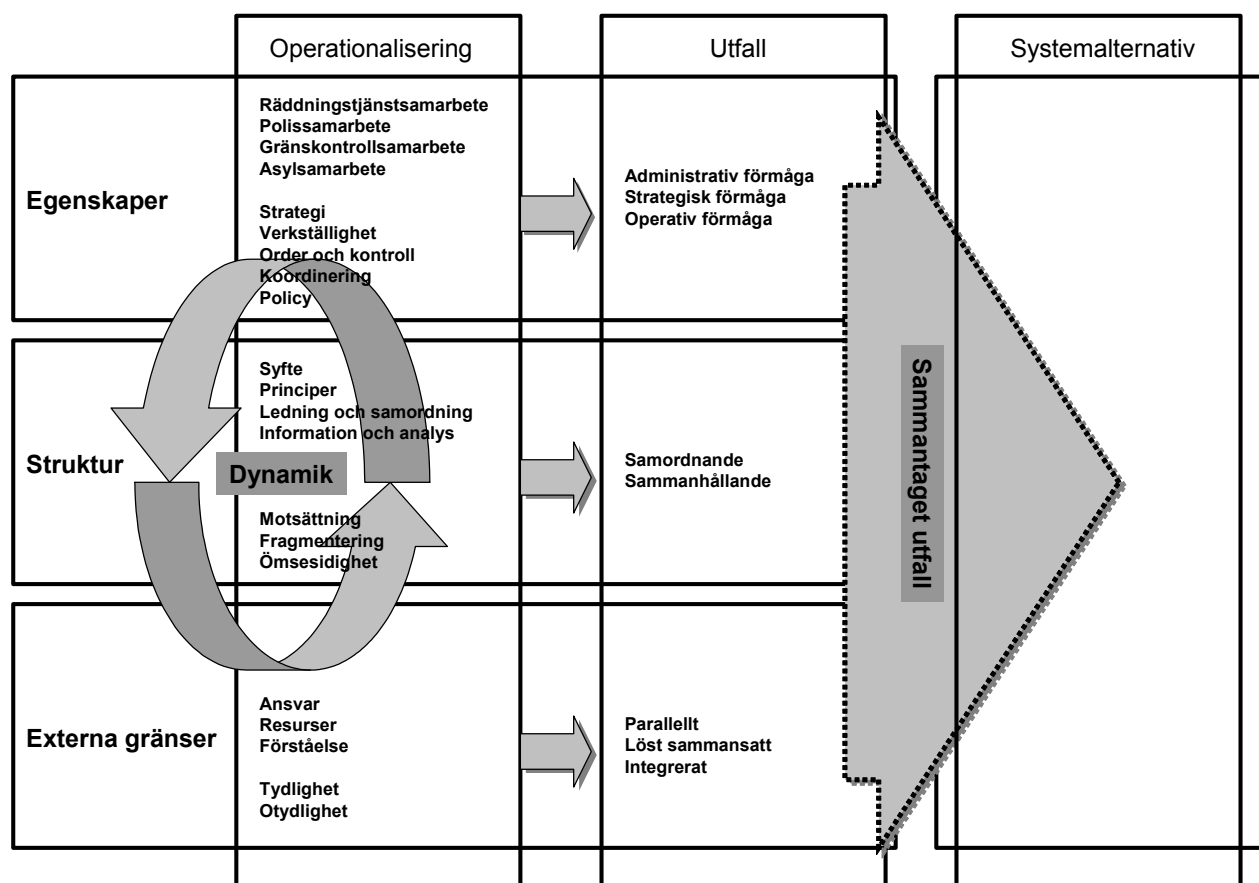 Operationalisering
Utfall
Systemalternativ
Egenskaper
Räddningstjänstsamarbete
Polissamarbete
Gränskontrollsamarbete
Asylsamarbete
Strategi
Verkställighet
Order och kontroll
Koordinering
Policy
Administrativ förmåga
Strategisk förmåga
Operativ förmåga
Struktur
Syfte
Principer
Ledning och samordning
Information och analys
Dynamik
Motsättning
Fragmentering
Ömsesidighet
Samordnande
Sammanhållande
Sammantaget utfall
Externa gränser
Ansvar
Resurser
Förståelse
Tydlighet
Otydlighet
Parallellt
Löst sammansatt
Integrerat